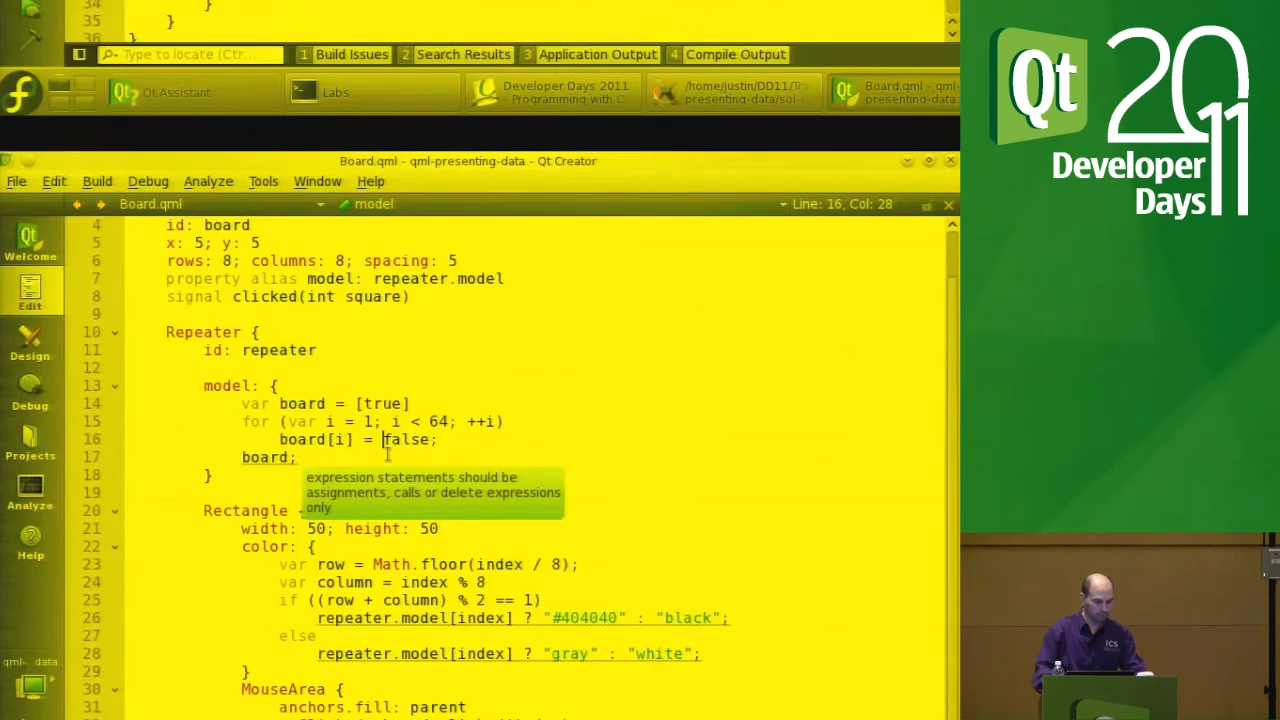 34 }
35 }
36 }
Type to locate (Ctr...
1 Build Issues 2 Search Results 3 Application Output 4 Compile Output
Qt Assistant
Labs
Developer Days 2011
- Programming with
/home/justin/DD11/Tra
presenting-data/sol-
Board.qml - qml-
presenting-data
Board.qml - qml-presenting-data - Qt Creator
File Edit Build Debug Analyze Tools Window Help
Board.qml model Line: 16, Col: 28
Welcome
Edit
Design
Debug
Projects
Analyze
Help
qml-...data
4 id: board
5 x: 5; y: 5
6 rows: 8; columns: 8; spacing: 5
7 property alias model: repeater.model
8 signal clicked(int square)
9
10 Repeater {
11 id: repeater
12
13 model: {
14 var board = [true]
15 for (var i = 1; i < 64; ++i)
16 board[i] = false;
17 board;
18 }
19
expression statements should be
assignments, calls or delete expressions
only
20 Rectangle
21 width: 50; height: 50
22 color: {
23 var row = Math.floor(index / 8);
24 var column = index % 8
25 if ((row + column) % 2 == 1)
26 repeater.model[index] ? "#404040" : "black";
27 else
28 repeater.model[index] ? "gray" : "white";
29 }
30 MouseArea {
31 anchors.fill: parent
Qt 2011
Developer
Days
ics